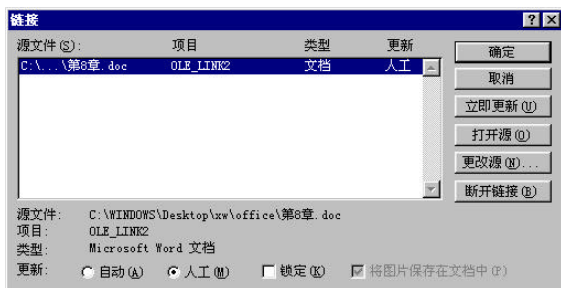 链接
源文件(S): 项目 类型 更新
C:\...\第8章.doc OLE_LINK2 文档 人工
确定
取消
立即更新(U)
打开源(O)
更改源(N)...
断开链接(B)
源文件: C:\WINDOWS\Desktop\xw\office\第8章.doc
项目: OLE_LINK2
类型: Microsoft Word 文档
更新: 自动(A) 人工(M) 锁定(K) 将图片保存在文档中(P)